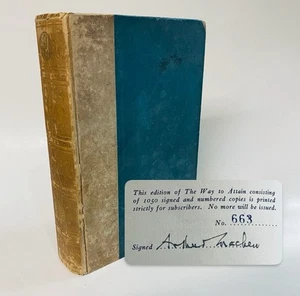 This edition of The Way to Attain consisting
of 1050 signed and numbered copies is printed
strictly for subscribers. No more will be issued.
No. 663
Signed Arthur Machen